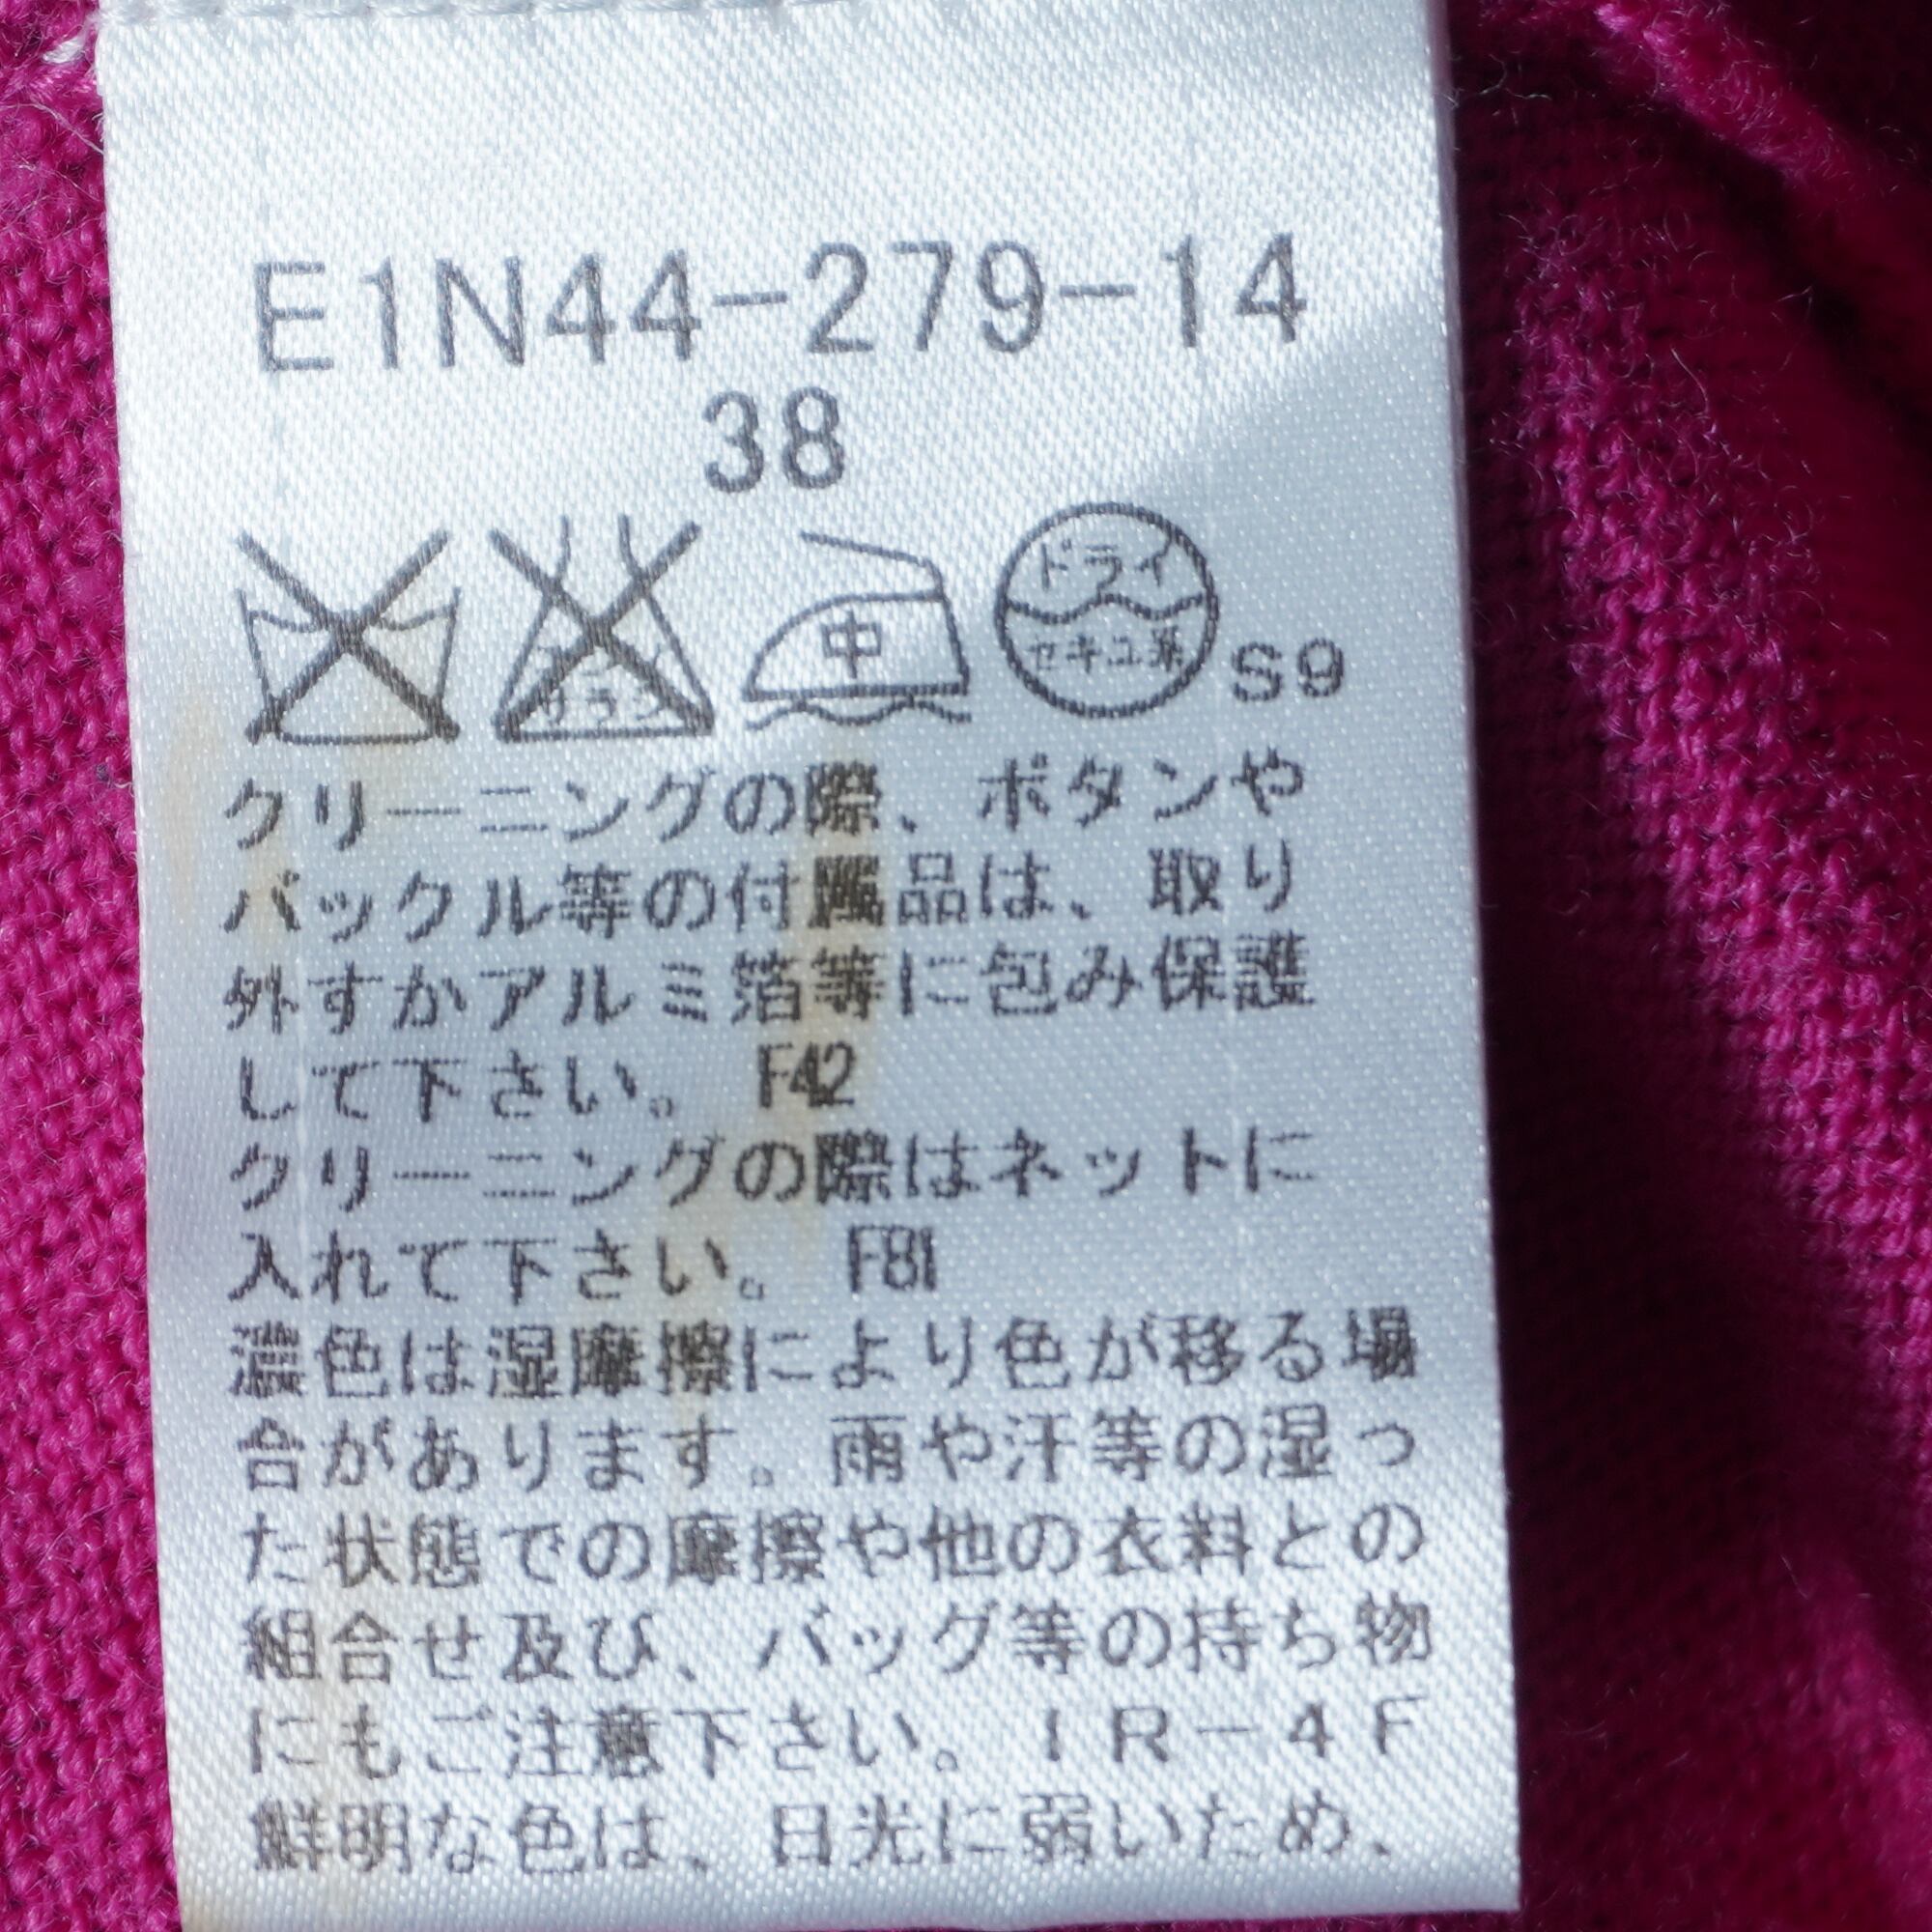 E1N44-279-14
38
中
ドライ
セキユ系
S9
クリーニングの際、ボタンや
バックル等の付属品は、取り
外すかアルミ箔等に包み保護
して下さい。 F42
クリーニングの際はネットに
入れて下さい。 F81
濃色は湿摩擦により色が移る場
合があります。雨や汗等の湿っ
た状態での摩擦や他の衣料との
組合せ及び、バッグ等の持ち物
にもご注意下さい。IR-4F
鮮明な色は、日光に弱いため、